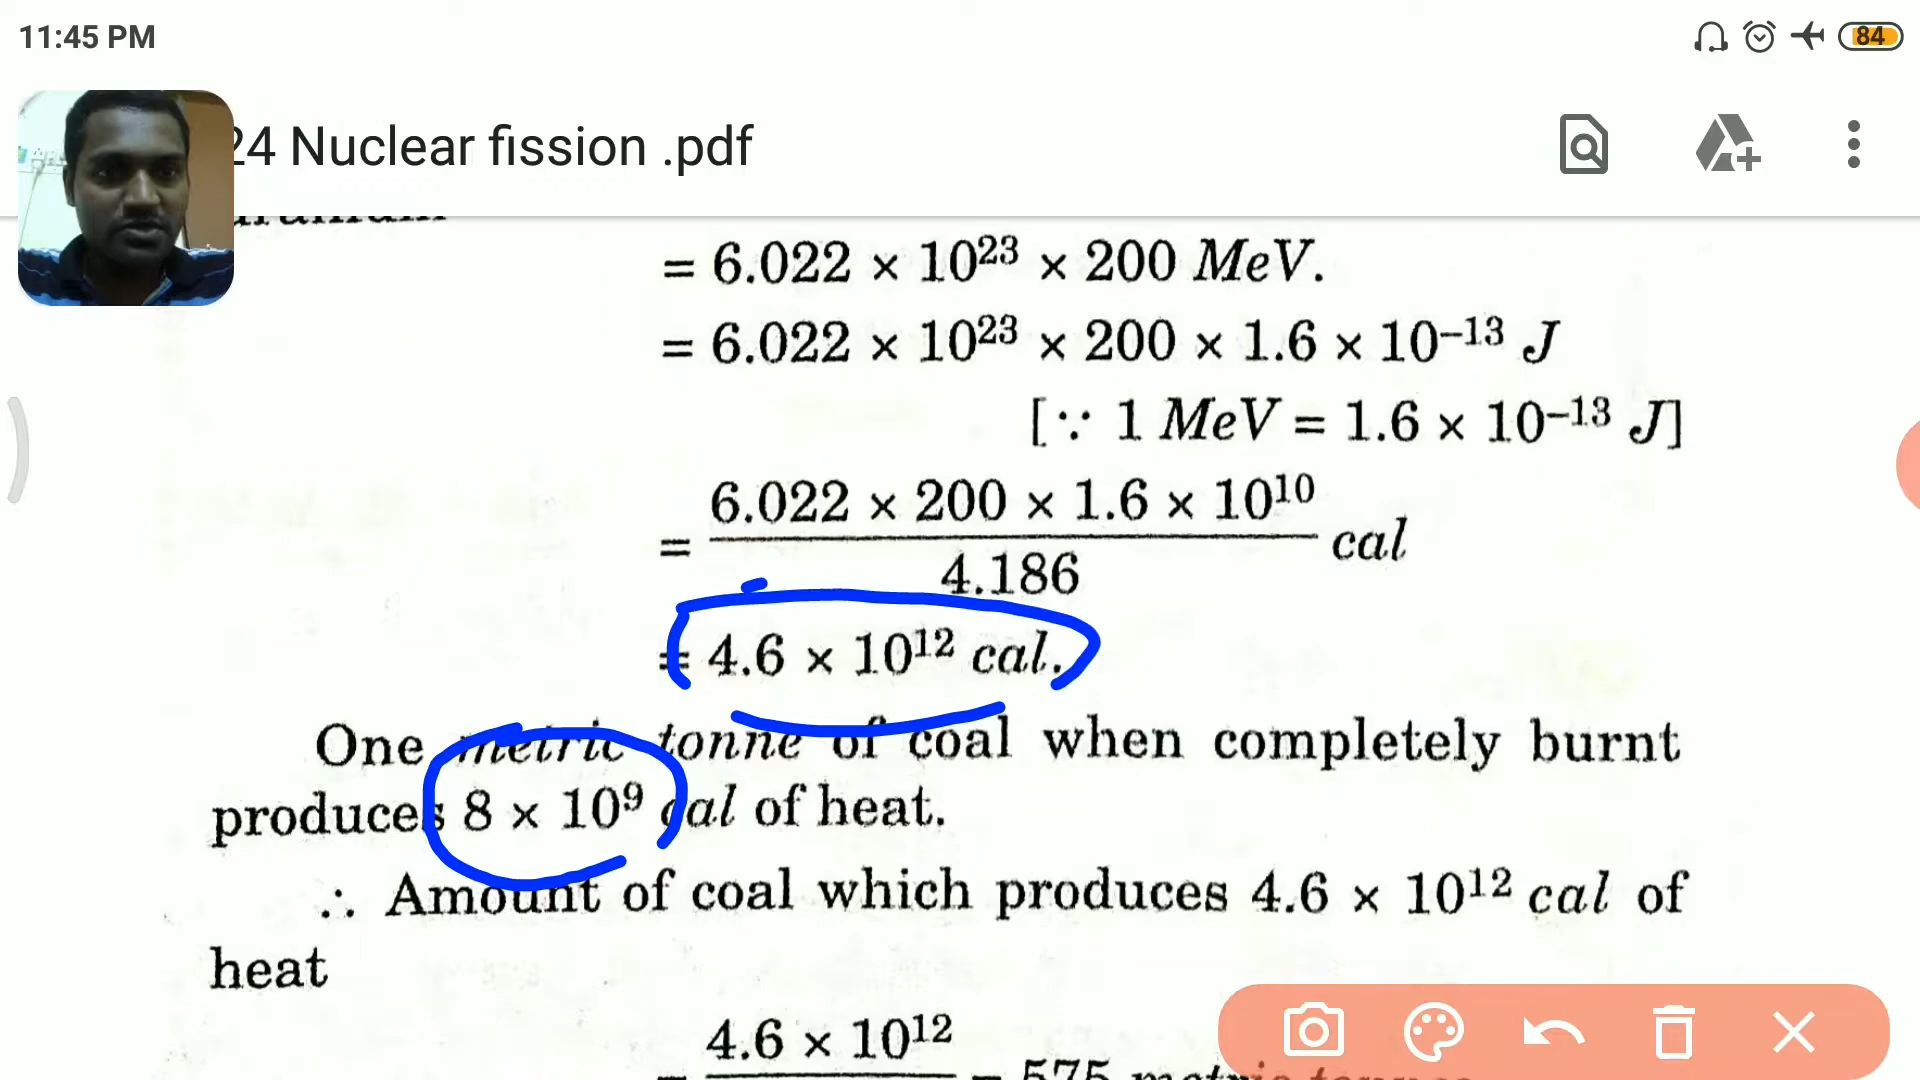 11:45 PM
84
24 Nuclear fission .pdf
= 6.022 × 10²³ × 200 MeV.
= 6.022 × 10²³ × 200 × 1.6 × 10⁻¹³ J
[∵ 1 MeV = 1.6 × 10⁻¹³ J]
= 6.022 × 200 × 1.6 × 10¹⁰ / 4.186 cal
= 4.6 × 10¹² cal.
One metric tonne of coal when completely burnt
produces 8 × 10⁹ cal of heat.
∴ Amount of coal which produces 4.6 × 10¹² cal of
heat
4.6 × 10¹² = 575 metric